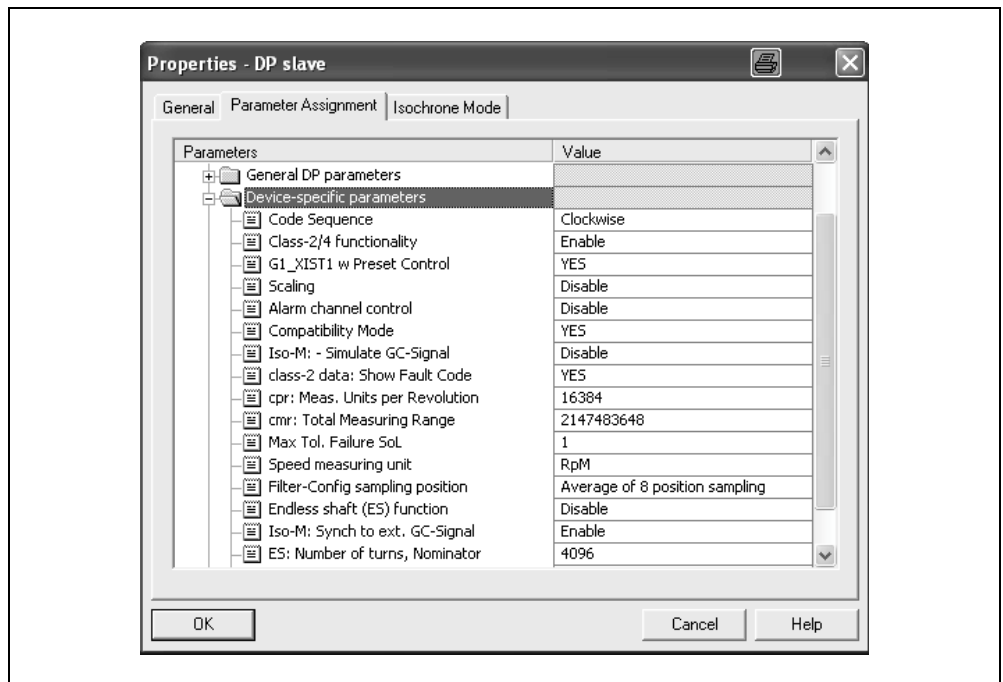 Properties - DP slave
General Parameter Assignment Isochrone Mode
Parameters Value
General DP parameters
Device-specific parameters
Code Sequence Clockwise
Class-2/4 functionality Enable
G1_XIST1 w Preset Control YES
Scaling Disable
Alarm channel control Disable
Compatibility Mode YES
Iso-M: - Simulate GC-Signal Disable
class-2 data: Show Fault Code YES
cpr: Meas. Units per Revolution 16384
cmr: Total Measuring Range 2147483648
Max Tol. Failure SoL 1
Speed measuring unit RpM
Filter-Config sampling position Average of 8 position sampling
Endless shaft (ES) function Disable
Iso-M: Synch to ext. GC-Signal Enable
ES: Number of turns, Nominator 4096
OK Cancel Help